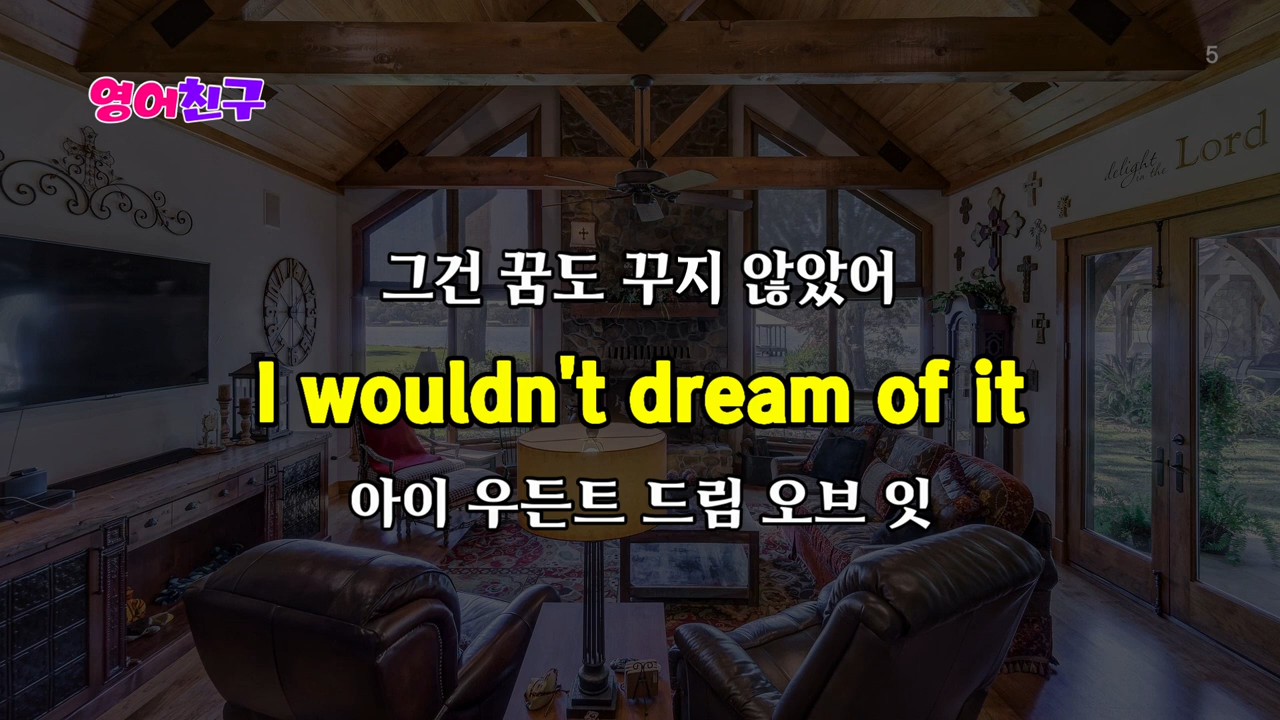 5
영어친구
delight
in the
Lord
그건 꿈도 꾸지 않았어
I wouldn't dream of it
아이 우든트 드림 오브 잇